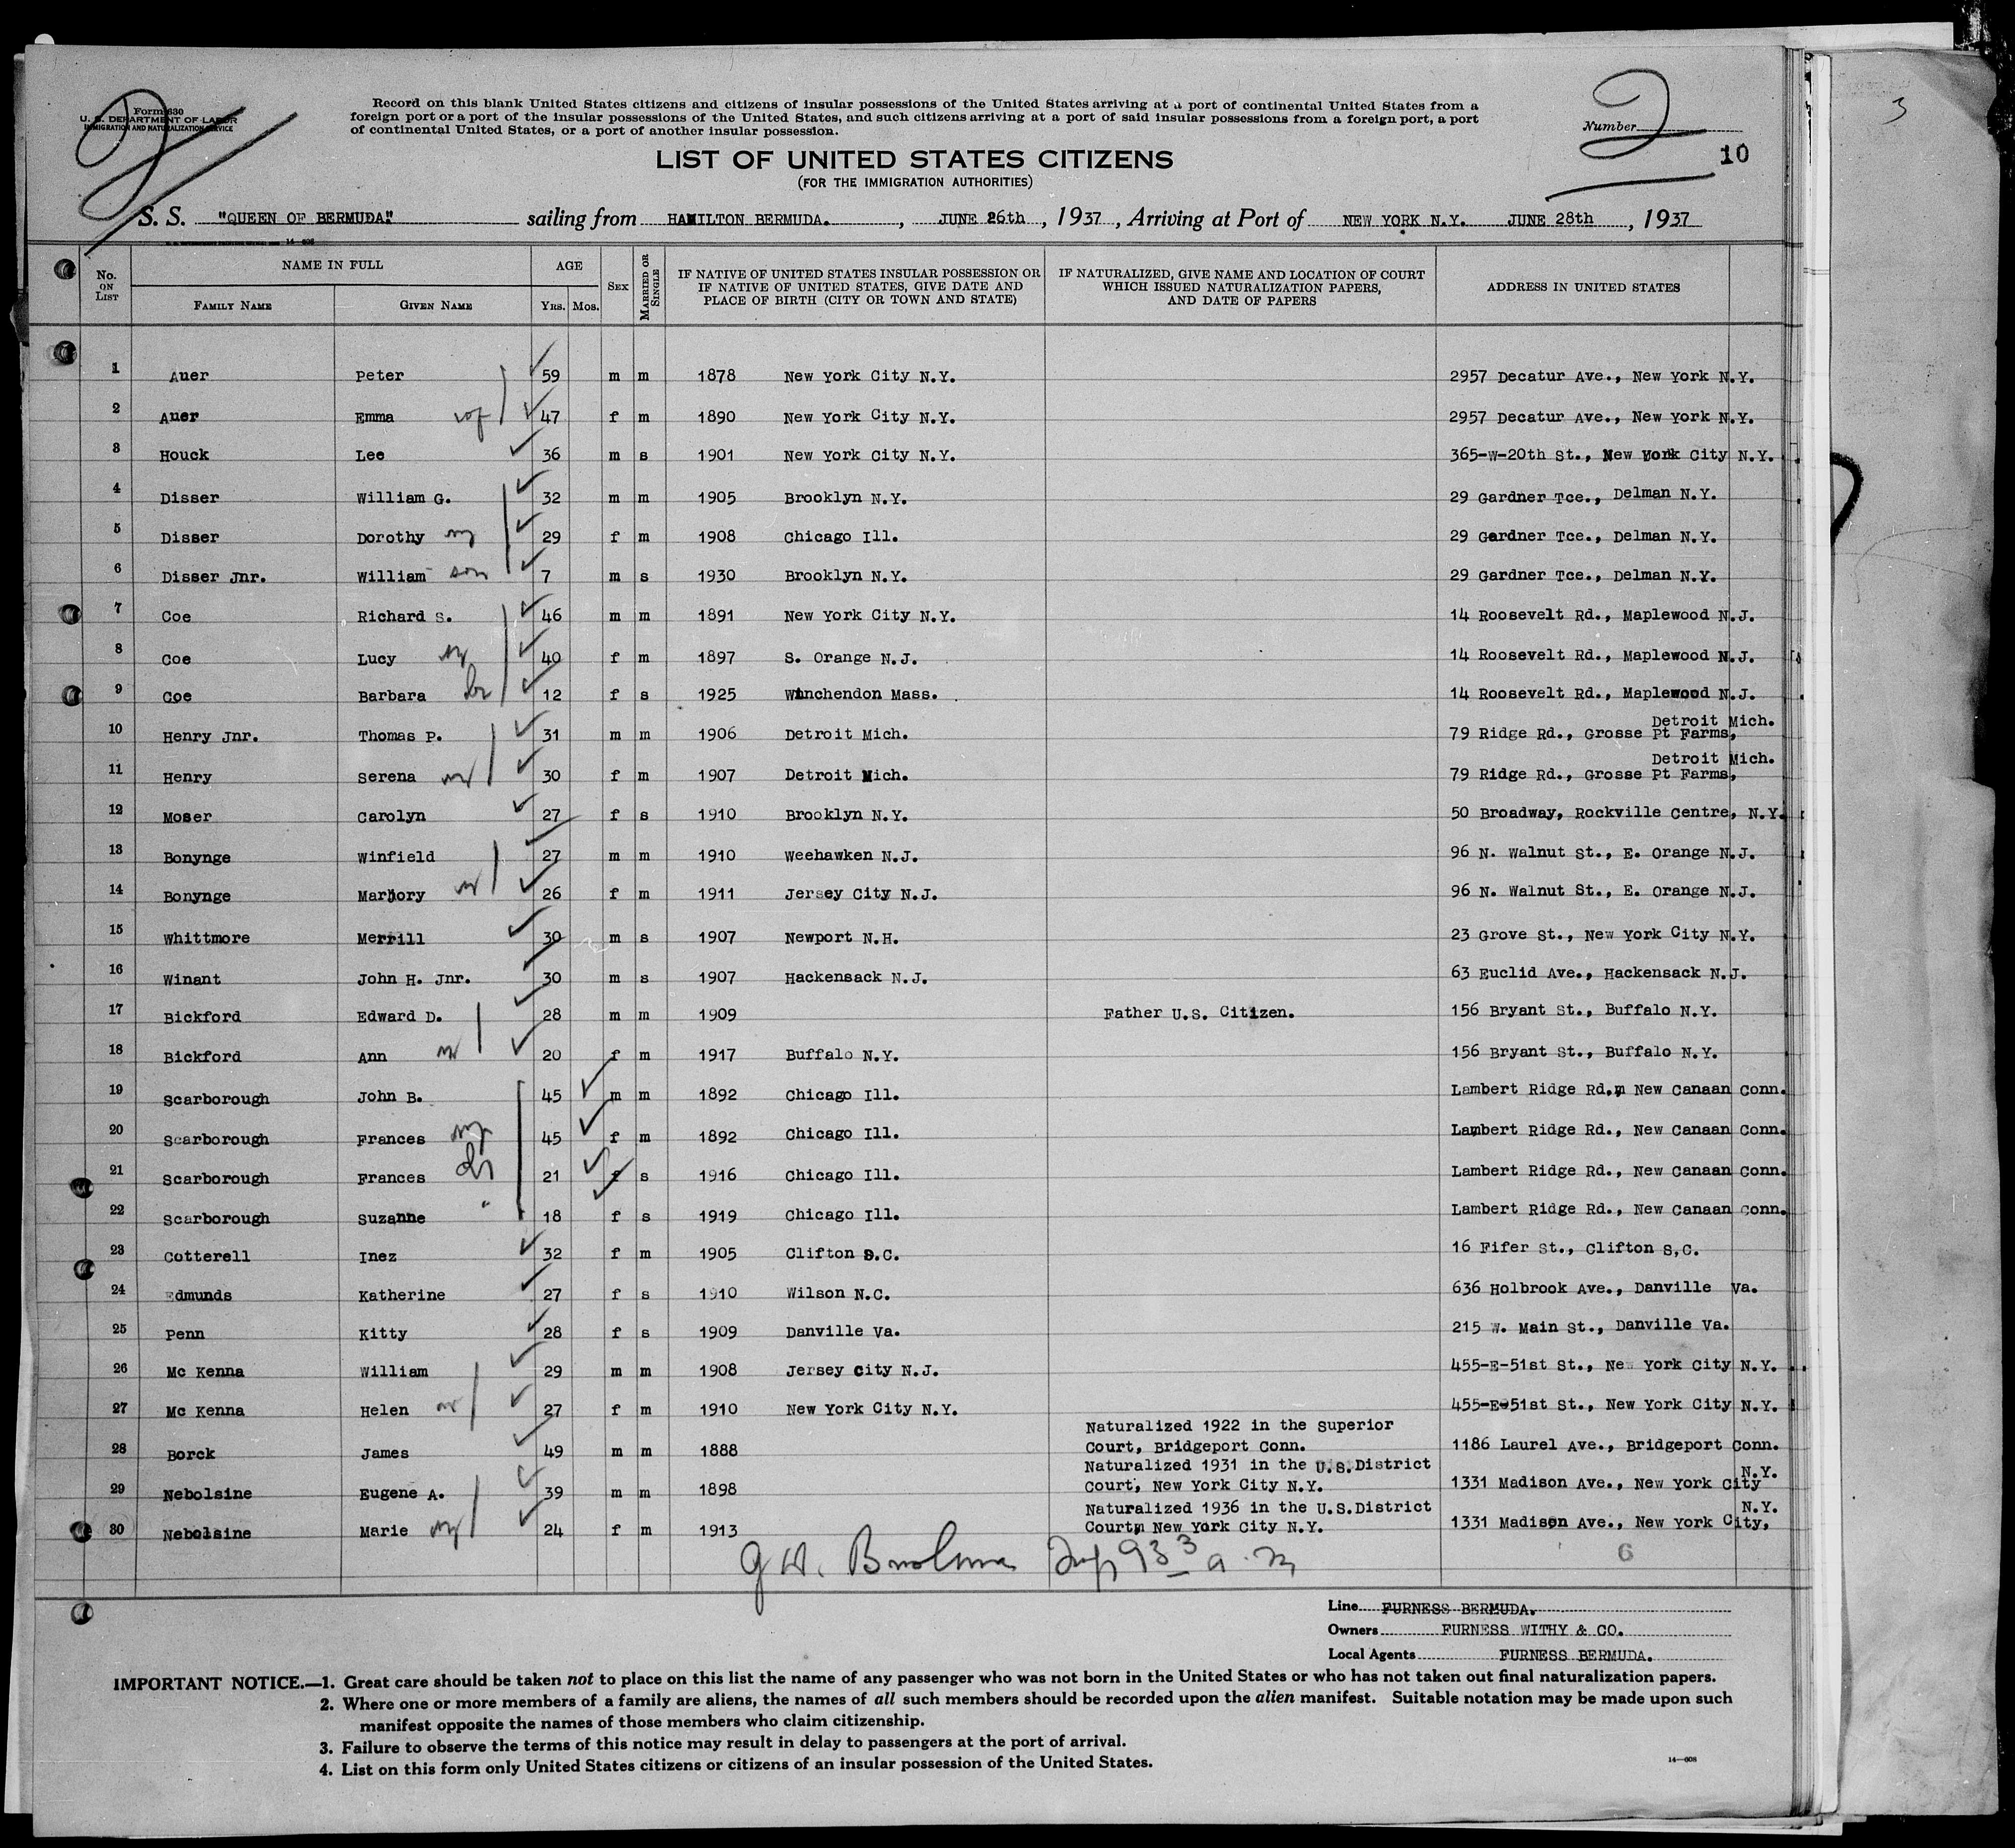 Form 630
U. S. DEPARTMENT OF LABOR
IMMIGRATION AND NATURALIZATION SERVICE
Record on this blank United States citizens and citizens of insular possessions of the United States arriving at a port of continental United States from a
foreign port or a port of the insular possessions of the United States, and such citizens arriving at a port of said insular possessions from a foreign port, a port
of continental United States, or a port of another insular possession.
Number 2
10
3
LIST OF UNITED STATES CITIZENS
(FOR THE IMMIGRATION AUTHORITIES)
S. S. "QUEEN OF BERMUDA" sailing from HAMILTON BERMUDA. , JUNE 26th , 1937 , Arriving at Port of NEW YORK N.Y. JUNE 28th , 1937
14—608
No. ON LIST NAME IN FULL FAMILY NAME GIVEN NAME AGE YRS. MOS. SEX MARRIED OR SINGLE IF NATIVE OF UNITED STATES INSULAR POSSESSION OR IF NATIVE OF UNITED STATES, GIVE DATE AND PLACE OF BIRTH (CITY OR TOWN AND STATE) IF NATURALIZED, GIVE NAME AND LOCATION OF COURT WHICH ISSUED NATURALIZATION PAPERS, AND DATE OF PAPERS ADDRESS IN UNITED STATES
1 Auer Peter 59 m m 1878 New York City N.Y. 2957 Decatur Ave., New York N.Y.
2 Auer Emma wf 47 f m 1890 New York City N.Y. 2957 Decatur Ave., New York N.Y.
3 Houck Lee 36 m s 1901 New York City N.Y. 365-W-20th St., New York City N.Y.
4 Disser William G. 32 m m 1905 Brooklyn N.Y. 29 Gardner Tce., Delman N.Y.
5 Disser Dorothy 29 f m 1908 Chicago Ill. 29 Gardner Tce., Delman N.Y.
6 Disser Jnr. William son 7 m s 1930 Brooklyn N.Y. 29 Gardner Tce., Delman N.Y.
7 Coe Richard S. 46 m m 1891 New York City N.Y. 14 Roosevelt Rd., Maplewood N.J.
8 Coe Lucy 40 f m 1897 S. Orange N.J. 14 Roosevelt Rd., Maplewood N.J.
9 Coe Barbara 12 f s 1925 Winchendon Mass. 14 Roosevelt Rd., Maplewood N.J.
10 Henry Jnr. Thomas P. 31 m m 1906 Detroit Mich. 79 Ridge Rd., Grosse Pt Farms, Detroit Mich.
11 Henry Serena 30 f m 1907 Detroit Mich. 79 Ridge Rd., Grosse Pt Farms, Detroit Mich.
12 Moser Carolyn 27 f s 1910 Brooklyn N.Y. 50 Broadway, Rockville Centre, N.Y.
13 Bonynge Winfield 27 m m 1910 Weehawken N.J. 96 N. Walnut St., E. Orange N.J.
14 Bonynge Marjory 26 f m 1911 Jersey City N.J. 96 N. Walnut St., E. Orange N.J.
15 Whittmore Merrill 30 m s 1907 Newport N.H. 23 Grove St., New York City N.Y.
16 Winant John H. Jnr. 30 m s 1907 Hackensack N.J. 63 Euclid Ave., Hackensack N.J.
17 Bickford Edward D. 28 m m 1909 Father U.S. Citizen. 156 Bryant St., Buffalo N.Y.
18 Bickford Ann 20 f m 1917 Buffalo N.Y. 156 Bryant St., Buffalo N.Y.
19 Scarborough John B. 45 m m 1892 Chicago Ill. Lambert Ridge Rd., New Canaan Conn.
20 Scarborough Frances 45 f m 1892 Chicago Ill. Lambert Ridge Rd., New Canaan Conn.
21 Scarborough Frances 21 f s 1916 Chicago Ill. Lambert Ridge Rd., New Canaan Conn.
22 Scarborough Suzanne " 18 f s 1919 Chicago Ill. Lambert Ridge Rd., New Canaan Conn.
23 Cotterell Inez 32 f m 1905 Clifton S.C. 16 Fifer St., Clifton S,C.
24 Edmunds Katherine 27 f s 1910 Wilson N.C. 636 Holbrook Ave., Danville Va.
25 Penn Kitty 28 f s 1909 Danville Va. 215 W. Main St., Danville Va.
26 Mc Kenna William 29 m m 1908 Jersey City N.J. 455-E-51st St., New York City N.Y.
27 Mc Kenna Helen 27 f m 1910 New York City N.Y. 455-E-51st St., New York City N.Y.
28 Borck James 49 m m 1888 Naturalized 1922 in the Superior Court, Bridgeport Conn. 1186 Laurel Ave., Bridgeport Conn.
29 Nebolsine Eugene A. 39 m m 1898 Naturalized 1931 in the U.S.District Court, New York City N.Y. 1331 Madison Ave., New York City N.Y.
30 Nebolsine Marie 24 f m 1913 Naturalized 1936 in the U.S.District Court, New York City N.Y. 1331 Madison Ave., New York City, N.Y.
6
Line FURNESS BERMUDA.
Owners FURNESS WITHY & CO.
Local Agents FURNESS BERMUDA.
IMPORTANT NOTICE.—1. Great care should be taken not to place on this list the name of any passenger who was not born in the United States or who has not taken out final naturalization papers.
2. Where one or more members of a family are aliens, the names of all such members should be recorded upon the alien manifest. Suitable notation may be made upon such
manifest opposite the names of those members who claim citizenship.
3. Failure to observe the terms of this notice may result in delay to passengers at the port of arrival.
4. List on this form only United States citizens or citizens of an insular possession of the United States.
14—608